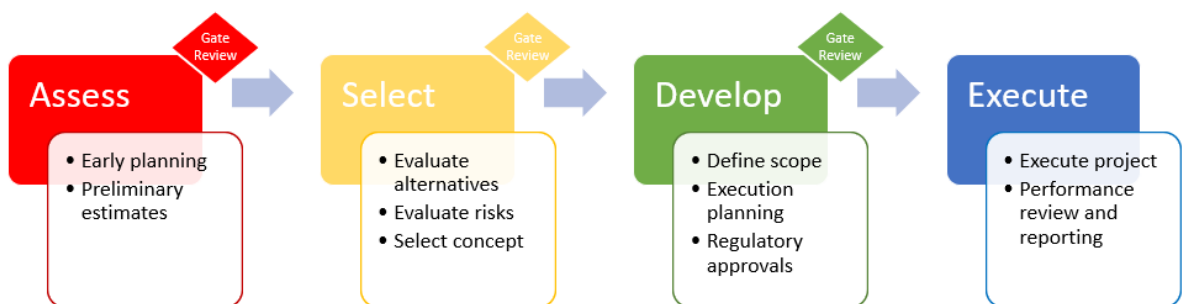 Gate
Review
Assess
• Early planning
• Preliminary
estimates
Gate
Review
Select
• Evaluate
alternatives
• Evaluate risks
• Select concept
Gate
Review
Develop
• Define scope
• Execution
planning
• Regulatory
approvals
Execute
• Execute project
• Performance
review and
reporting